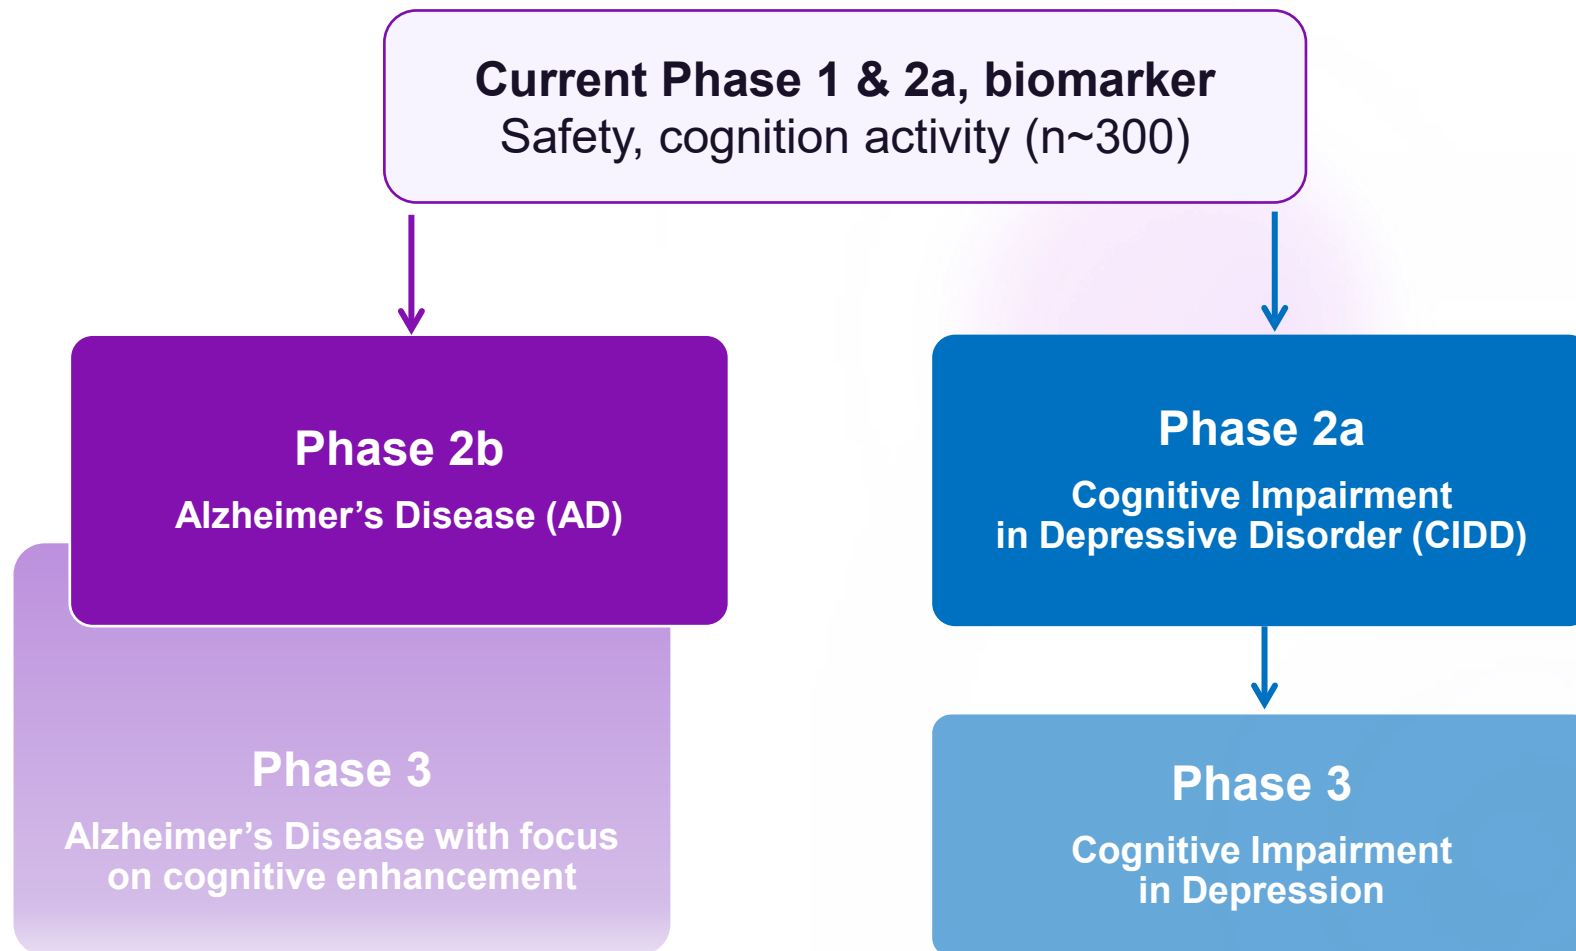 Current Phase 1 & 2a, biomarker
Safety, cognition activity (n~300)
Phase 2b
Alzheimer’s Disease (AD)
Phase 3
Alzheimer’s Disease with focus
on cognitive enhancement
Phase 2a
Cognitive Impairment
in Depressive Disorder (CIDD)
Phase 3
Cognitive Impairment
in Depression